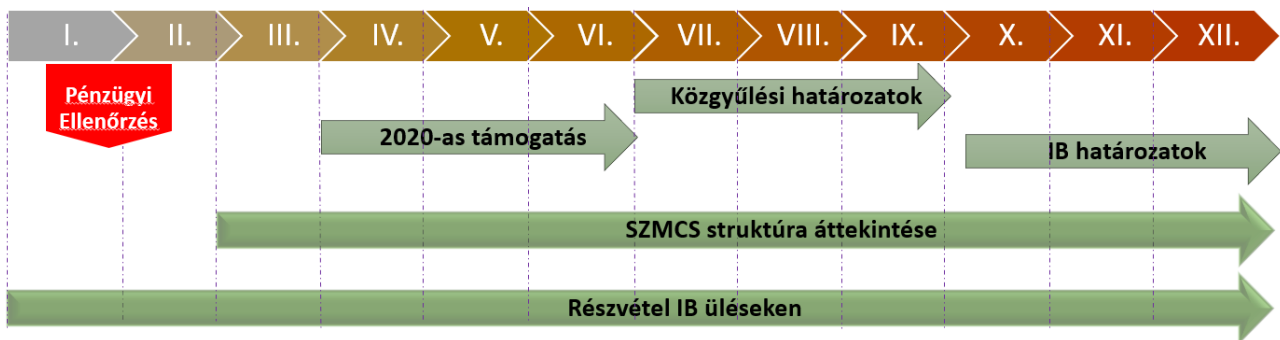 I. II. III. IV. V. VI. VII. VIII. IX. X. XI. XII.
Pénzügyi
Ellenőrzés
Közgyűlési határozatok
2020-as támogatás
IB határozatok
SZMCS struktúra áttekintése
Részvétel IB üléseken